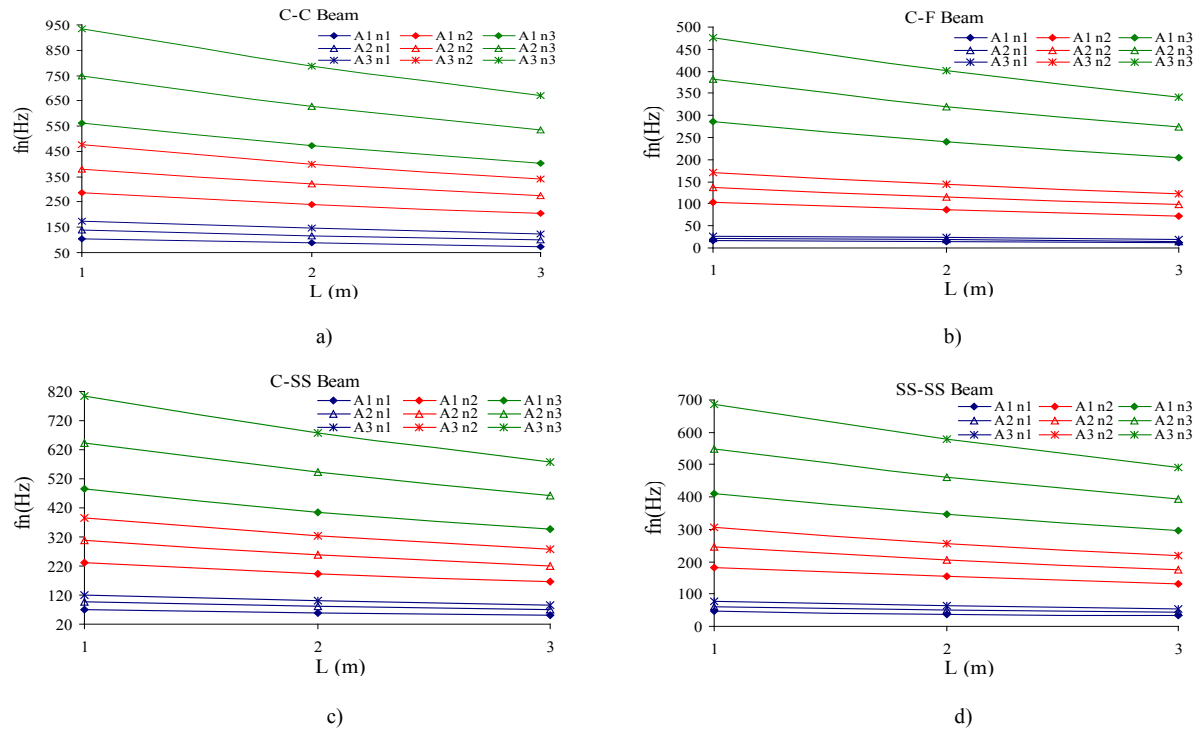 C-C Beam
A1 n1 A1 n2 A1 n3
A2 n1 A2 n2 A2 n3
A3 n1 A3 n2 A3 n3
950
850
750
650
550
450
350
250
150
50
fn(Hz)
1 2 3
L (m)
a)
C-F Beam
A1 n1 A1 n2 A1 n3
A2 n1 A2 n2 A2 n3
A3 n1 A3 n2 A3 n3
500
450
400
350
300
250
200
150
100
50
0
fn(Hz)
1 2 3
L (m)
b)
C-SS Beam
A1 n1 A1 n2 A1 n3
A2 n1 A2 n2 A2 n3
A3 n1 A3 n2 A3 n3
820
720
620
520
420
320
220
120
20
fn(Hz)
1 2 3
L (m)
c)
SS-SS Beam
A1 n1 A1 n2 A1 n3
A2 n1 A2 n2 A2 n3
A3 n1 A3 n2 A3 n3
700
600
500
400
300
200
100
0
fn(Hz)
1 2 3
L (m)
d)